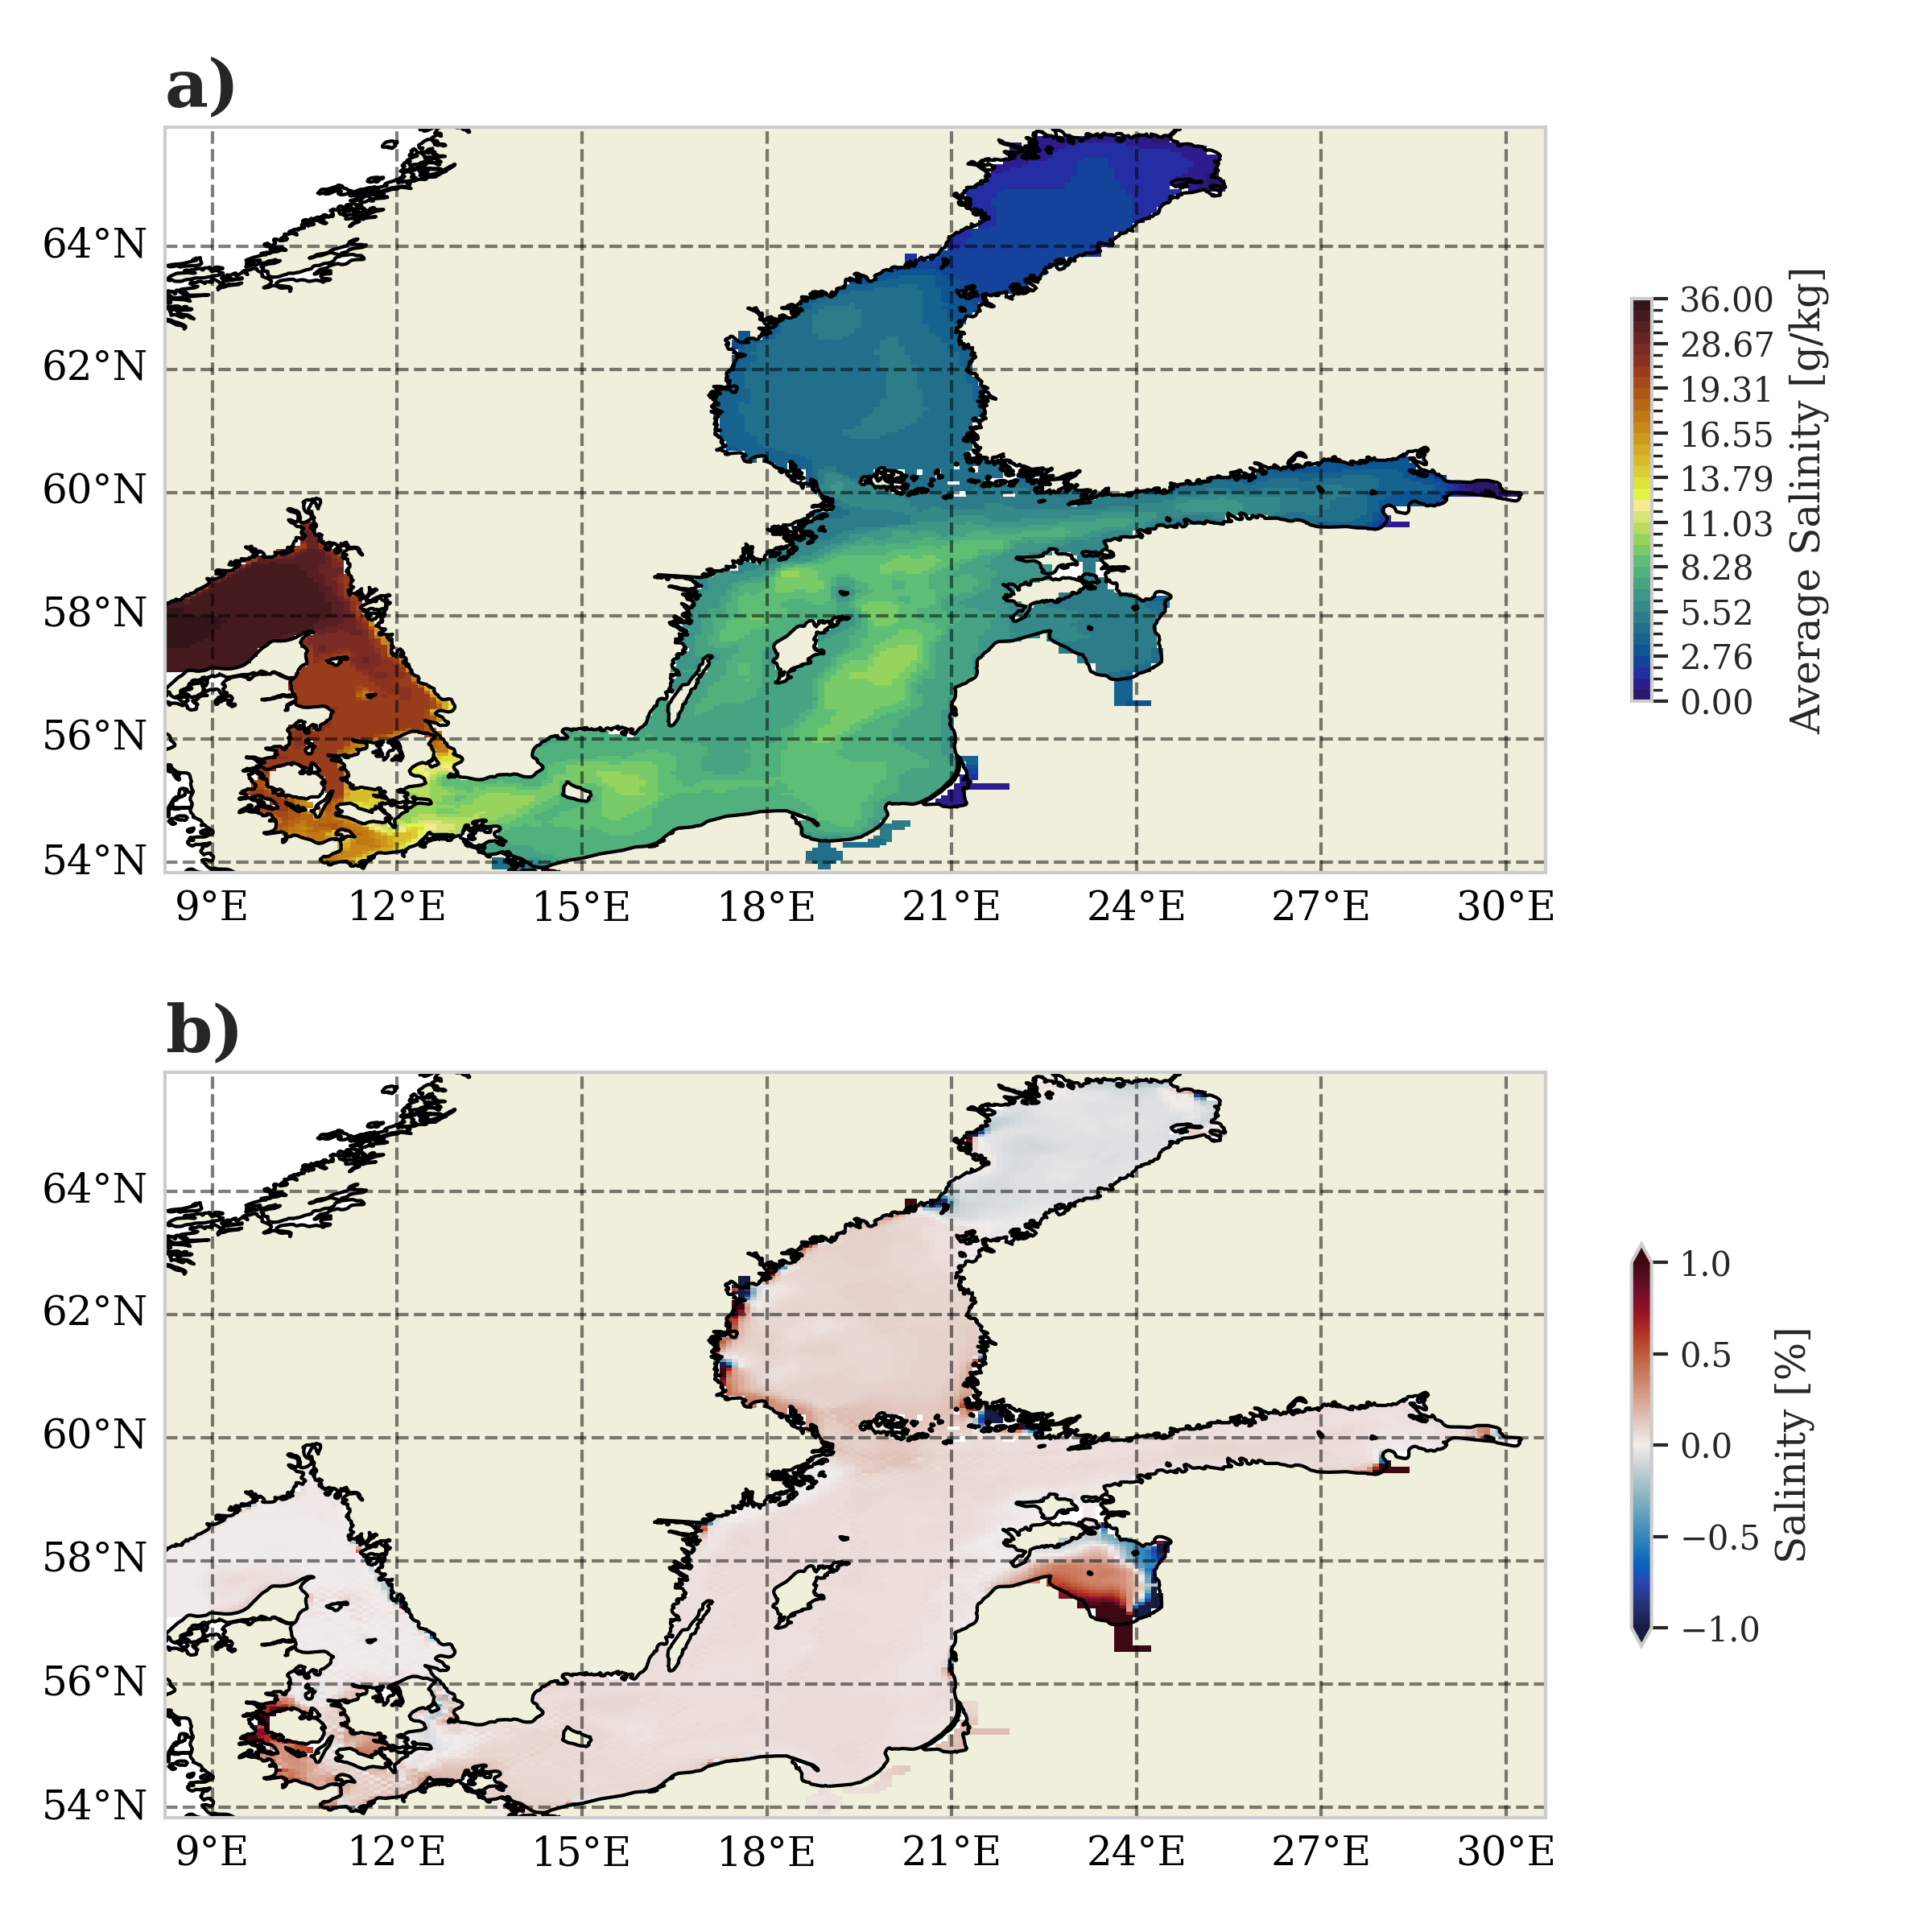 a)
64°N
62°N
60°N
58°N
56°N
54°N
9°E 12°E 15°E 18°E 21°E 24°E 27°E 30°E
36.00
28.67
19.31
16.55
13.79
11.03
8.28
5.52
2.76
0.00
Average Salinity [g/kg]
b)
64°N
62°N
60°N
58°N
56°N
54°N
9°E 12°E 15°E 18°E 21°E 24°E 27°E 30°E
1.0
0.5
0.0
−0.5
−1.0
Salinity [%]